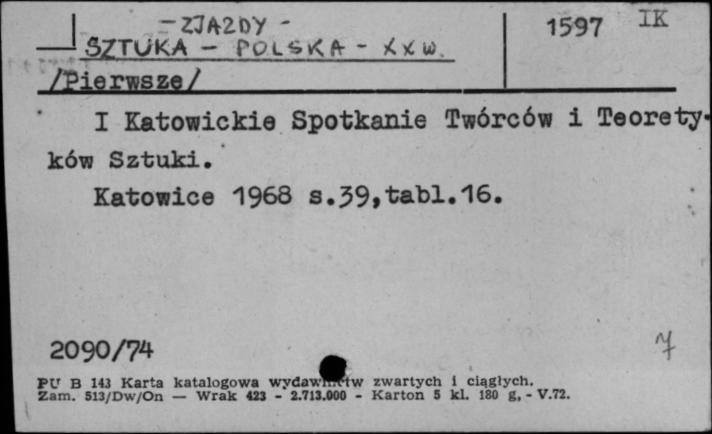 - ZJAZDY -
1597 IK
SZTUKA - POLSKA - XX W.
/Pierwsze/
I Katowickie Spotkanie Twórców i Teorety-
ków Sztuki.
Katowice 1968 s.39,tabl.16.
2090/74
7
PU B 143 Karta katalogowa wydawnictw zwartych i ciągłych.
Zam. 513/Dw/On — Wrak 423 - 2.713.000 - Karton 5 kl. 180 g, - V.72.